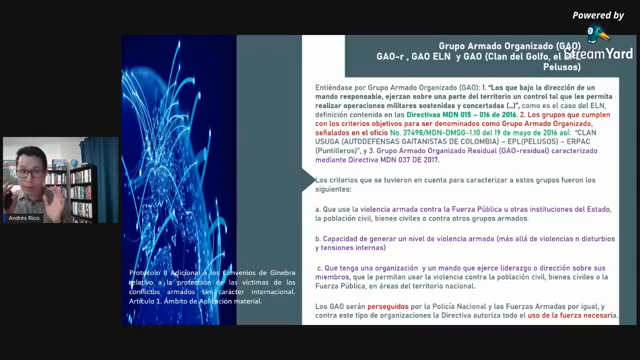 Powered by
StreamYard
Grupo Armado Organizado (GAO)
GAO-r , GAO ELN y GAO (Clan del Golfo, el
Pelusos)
Entiéndase por Grupo Armado Organizado (GAO): 1. "Los que bajo la dirección de un
mando responsable, ejerzan sobre una parte del territorio un control tal que les permita
realizar operaciones militares sostenidas y concertadas (…)", como es el caso del ELN,
definición contenida en las Directivas MDN 015 – 016 de 2016. 2. Los grupos que cumplen
con los criterios objetivos para ser denominados como Grupo Armado Organizado,
señalados en el oficio No. 37498/MDN-DMSG-1.10 del 19 de mayo de 2016 así: "CLAN
USUGA (AUTODEFENSAS GAITANISTAS DE COLOMBIA) – EPL(PELUSOS) – ERPAC
(Puntilleros)", y 3. Grupo Armado Organizado Residual (GAO-residual) caracterizado
mediante Directiva MDN 037 DE 2017.
Los criterios que se tuvieron en cuenta para caracterizar a estos grupos fueron los
siguientes:
a. Que use la violencia armada contra la Fuerza Pública u otras instituciones del Estado,
la población civil, bienes civiles o contra otros grupos armados.
b. Capacidad de generar un nivel de violencia armada (más allá de violencias n disturbios
y tensiones internas)
c. Que tenga una organización y un mando que ejerce liderazgo o dirección sobre sus
miembros, que le permitan usar la violencia contra la población civil, bienes civiles o la
Fuerza Pública, en áreas del territorio nacional.
Los GAO serán perseguidos por la Policía Nacional y las Fuerzas Armadas por igual, y
contra este tipo de organizaciones la Directiva autoriza todo el uso de la fuerza necesaria.
Protocolo II Adicional a los Convenios de Ginebra
relativo a la protección de las víctimas de los
conflictos armados sin carácter internacional.
Artículo 1. Ámbito de Aplicación material.
Andrés Rico